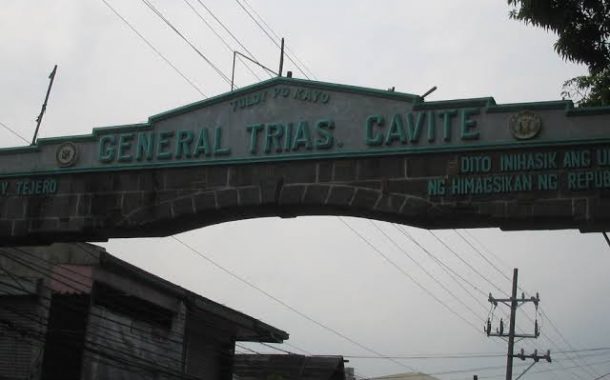 TULOY PO KAYO
GENERAL TRIAS, CAVITE
TEJERO
DITO INIHASIK ANG
NG HIMAGSIKAN NG